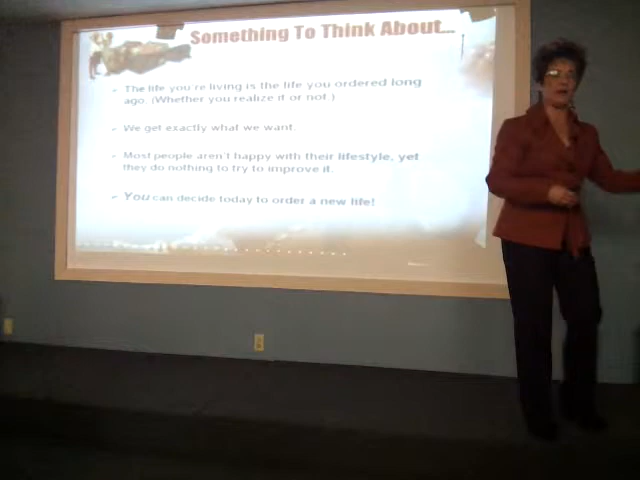 Something To Think About...
The life you're living is the life you ordered long
ago. (Whether you realize it or not.)
We get exactly what we want.
Most people aren't happy with their lifestyle, yet
they do nothing to try to improve it.
You can decide today to order a new life!